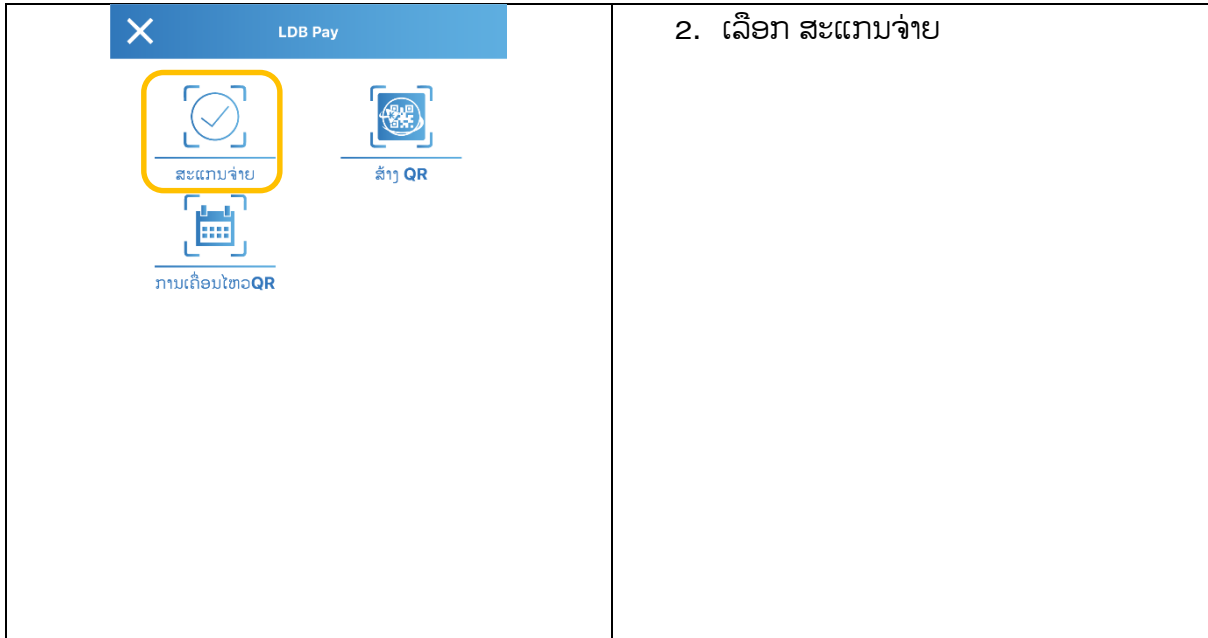 LDB Pay
ສະແກນຈ່າຍ
ສ້າງ QR
ການເຄື່ອນໄຫວQR
2. ເລືອກ ສະແກນຈ່າຍ